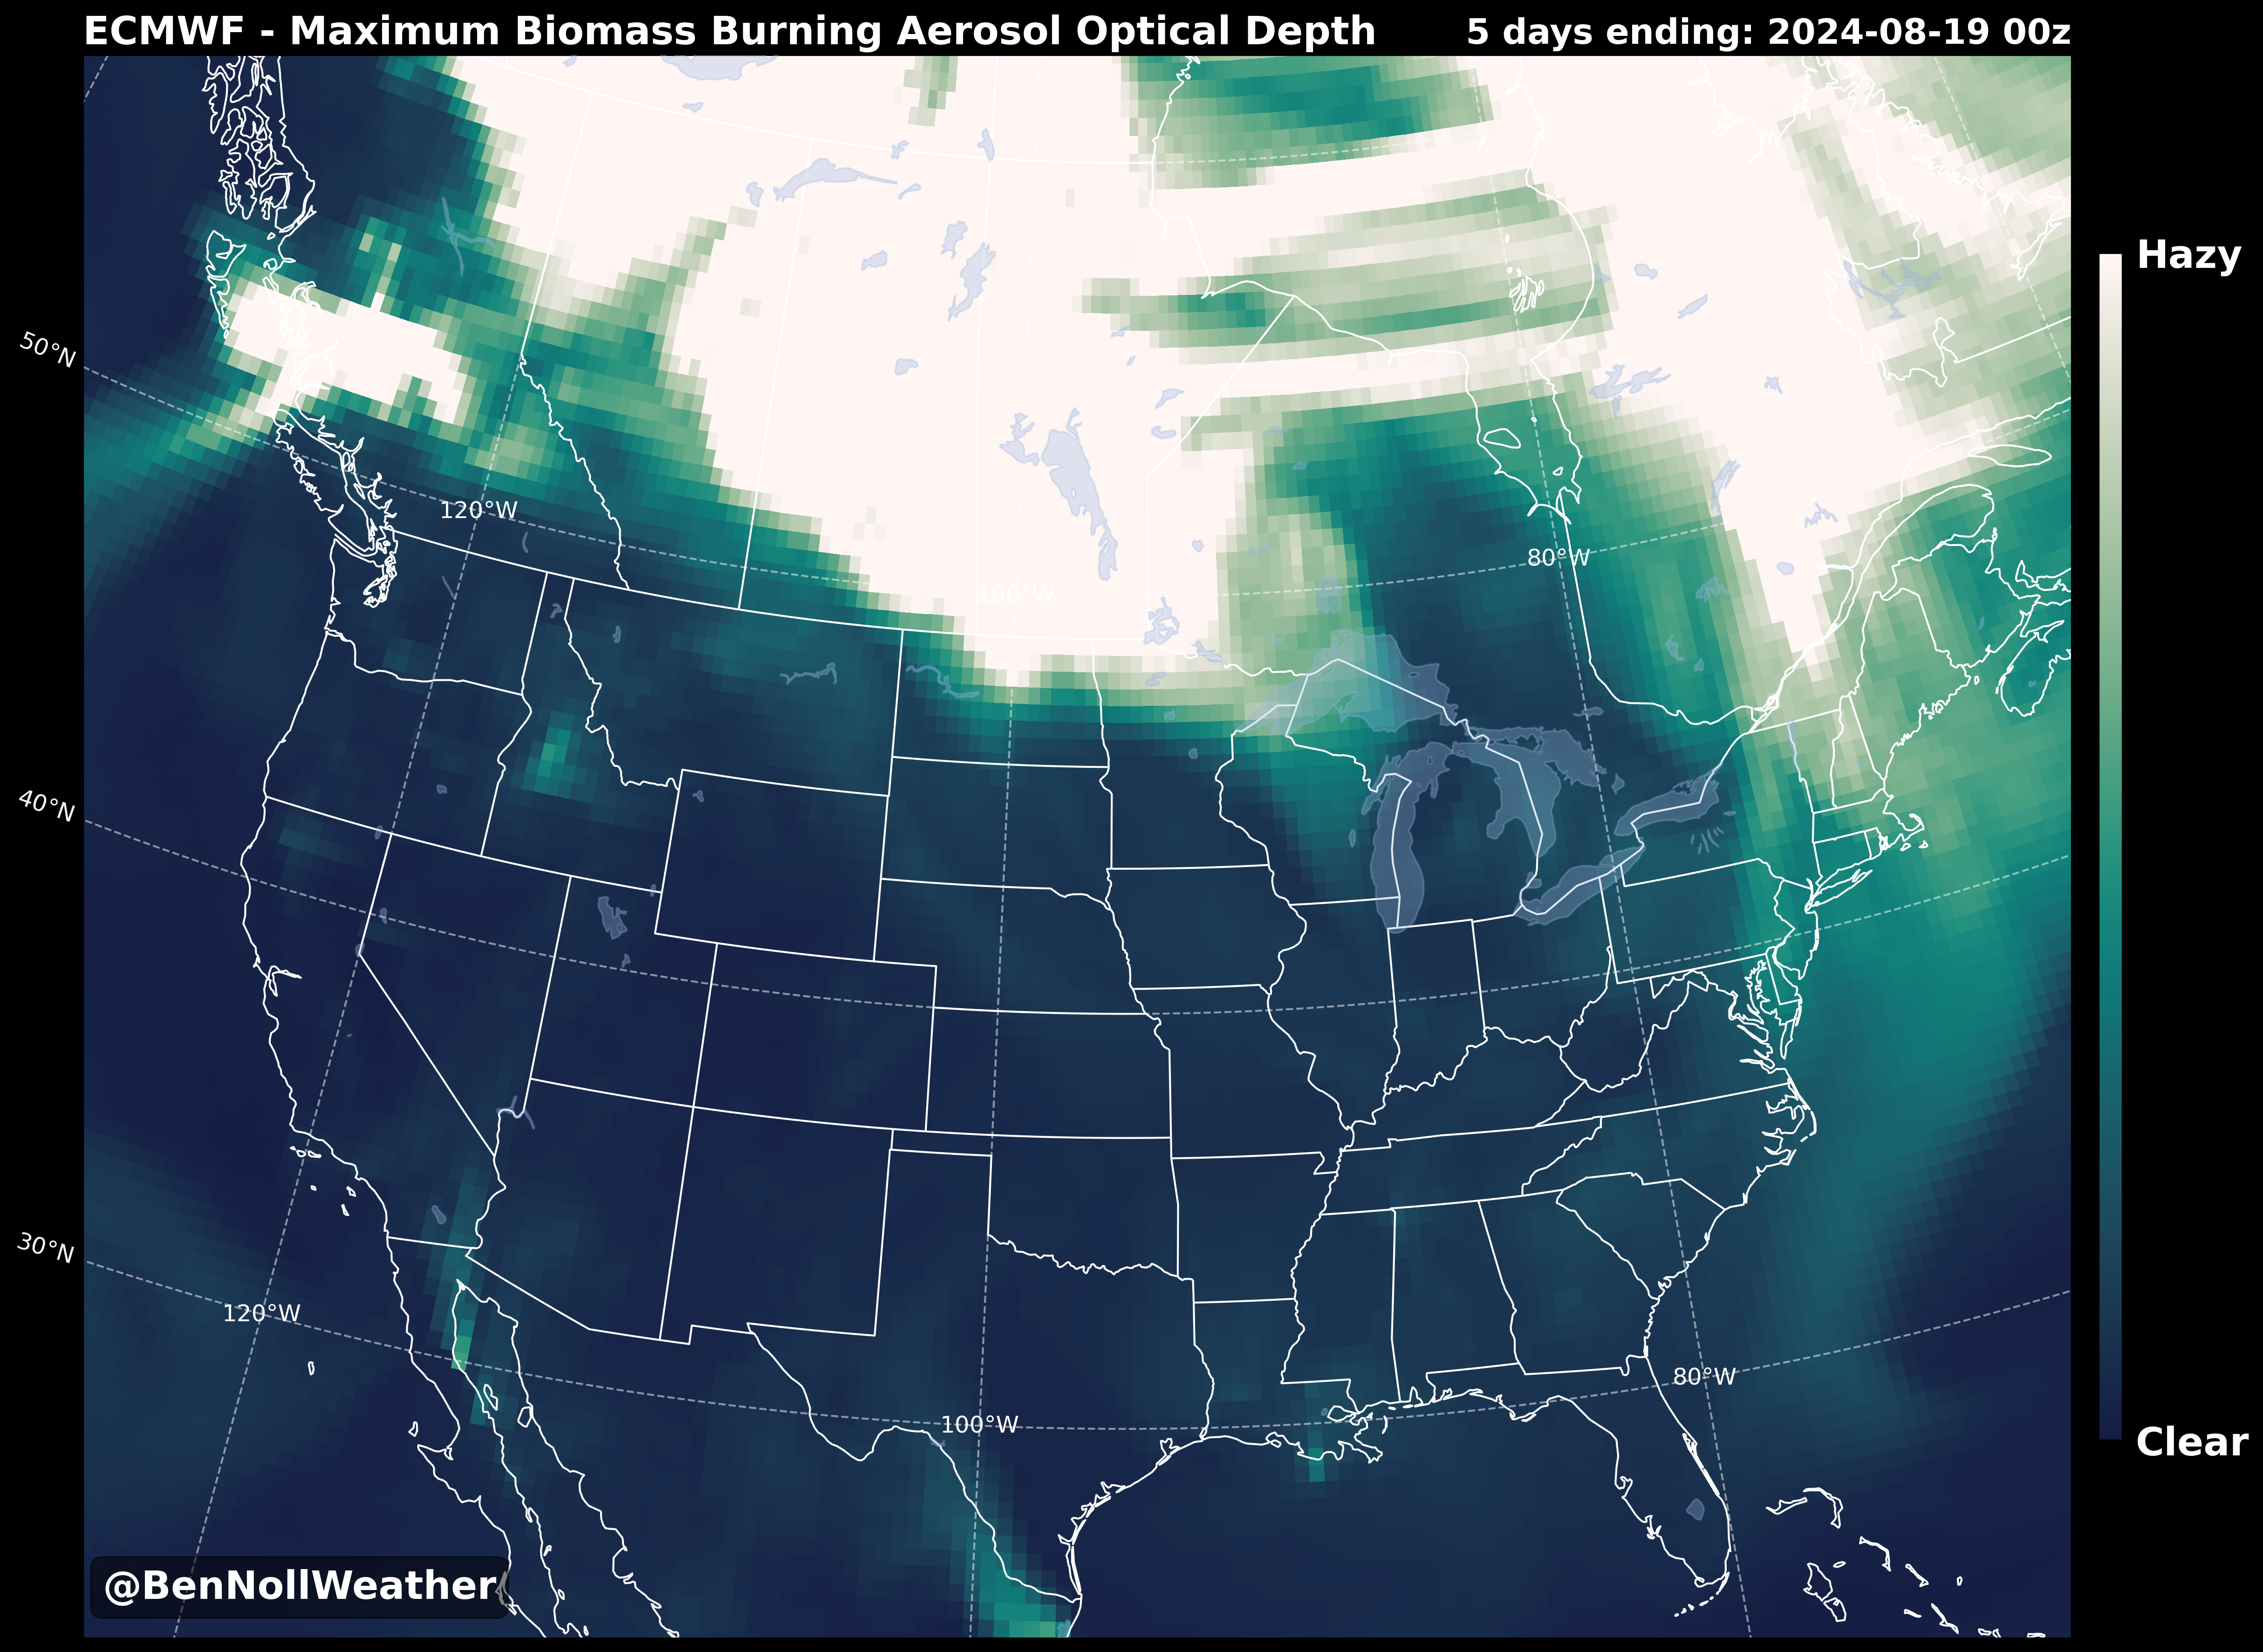 ECMWF - Maximum Biomass Burning Aerosol Optical Depth
5 days ending: 2024-08-19 00z
Hazy
50°N
120°W
80°W
100°W
40°N
30°N
120°W
80°W
100°W
Clear
@BenNollWeather